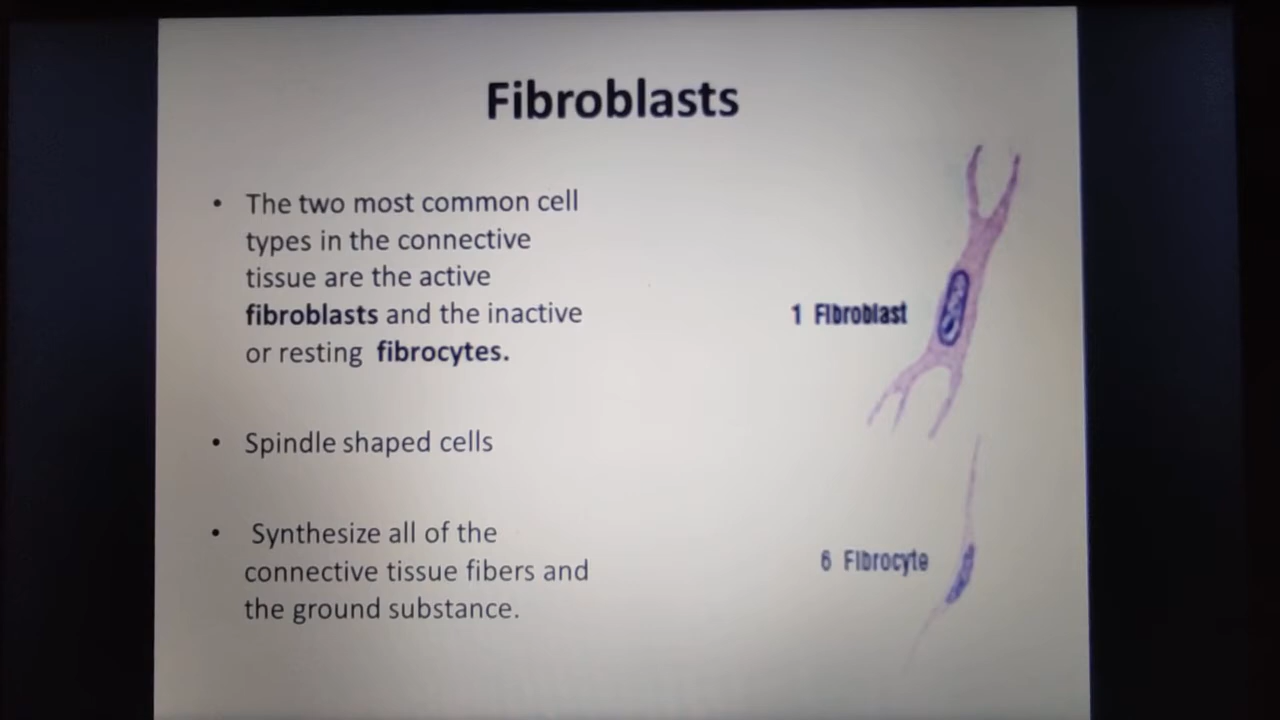 Fibroblasts
• The two most common cell
types in the connective
tissue are the active
fibroblasts and the inactive
or resting fibrocytes.
• Spindle shaped cells
• Synthesize all of the
connective tissue fibers and
the ground substance.
1 Fibroblast
6 Fibrocyte